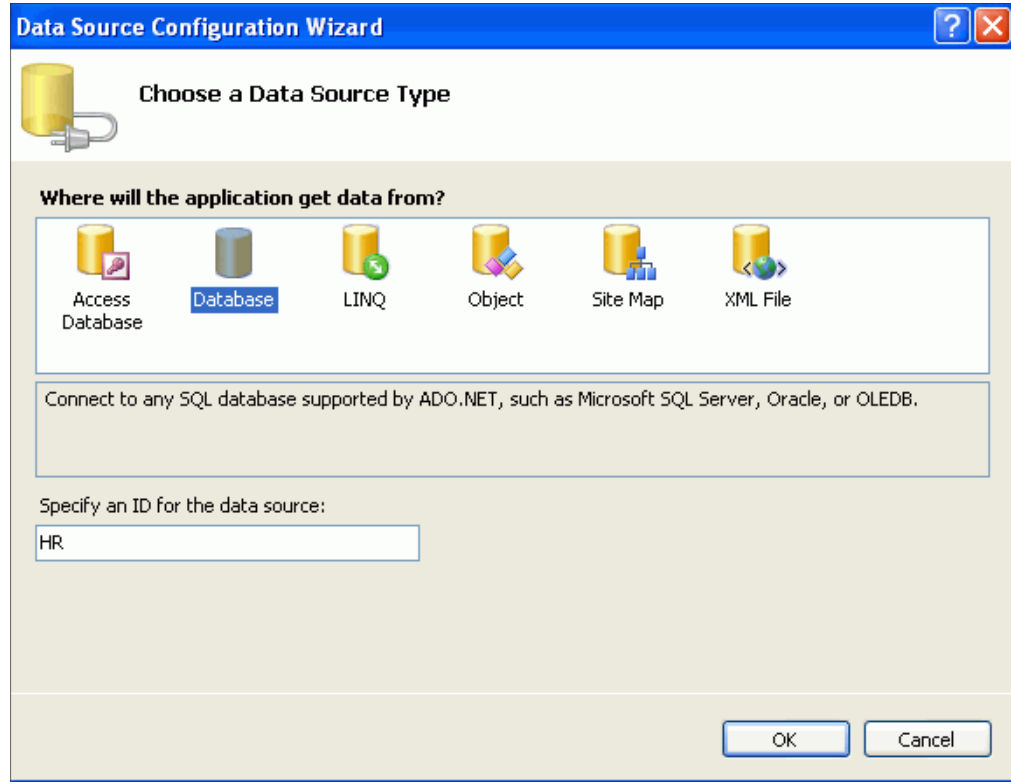 Data Source Configuration Wizard
Choose a Data Source Type
Where will the application get data from?
Access
Database
Database
LINQ
Object
Site Map
XML File
Connect to any SQL database supported by ADO.NET, such as Microsoft SQL Server, Oracle, or OLEDB.
Specify an ID for the data source:
HR
OK
Cancel